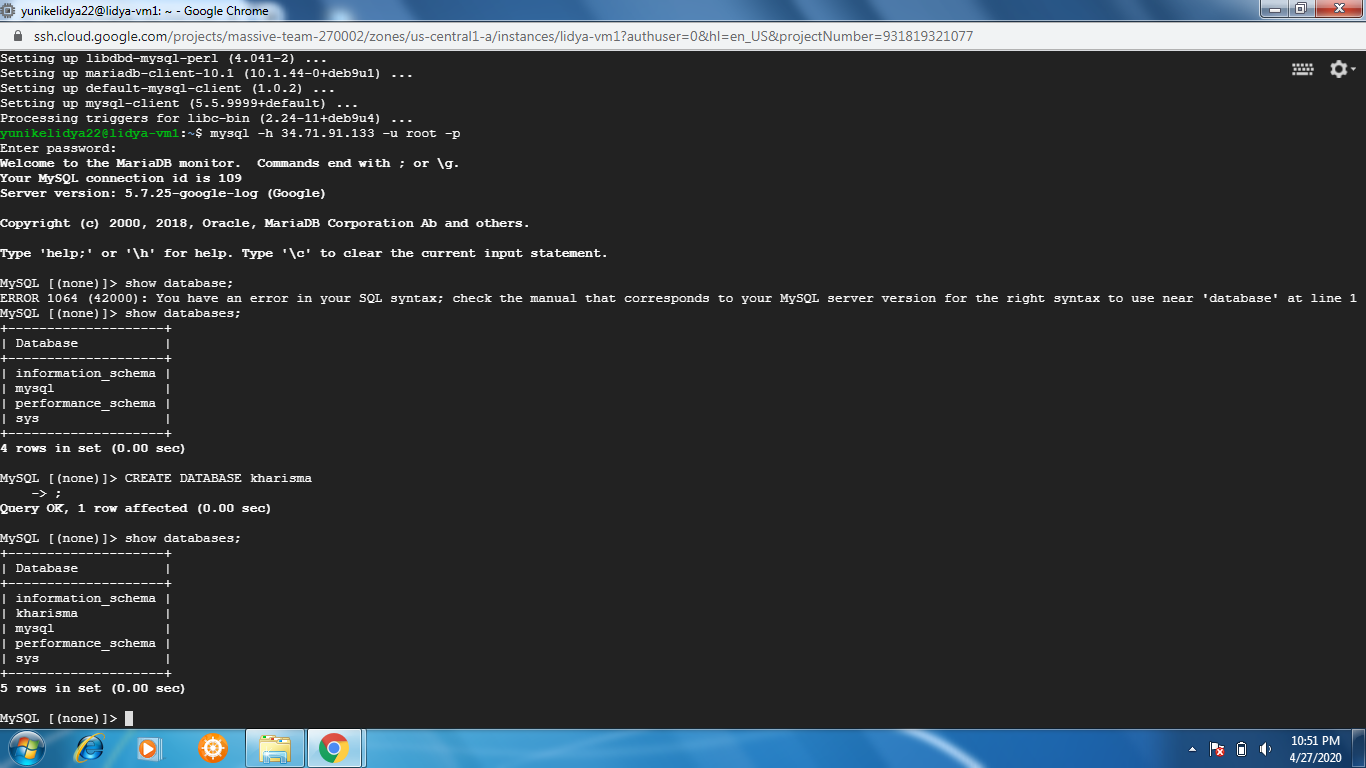 yunikelidya22@lidya-vm1: ~ - Google Chrome
ssh.cloud.google.com/projects/massive-team-270002/zones/us-central1-a/instances/lidya-vm1?authuser=0&hl=en_US&projectNumber=931819321077
Setting up libdbd-mysql-perl (4.041-2) ...
Setting up mariadb-client-10.1 (10.1.44-0+deb9u1) ...
Setting up default-mysql-client (1.0.2) ...
Setting up mysql-client (5.5.9999+default) ...
Processing triggers for libc-bin (2.24-11+deb9u4) ...
yunikelidya22@lidya-vm1:~$ mysql -h 34.71.91.133 -u root -p
Enter password:
Welcome to the MariaDB monitor.  Commands end with ; or \g.
Your MySQL connection id is 109
Server version: 5.7.25-google-log (Google)
Copyright (c) 2000, 2018, Oracle, MariaDB Corporation Ab and others.
Type 'help;' or '\h' for help. Type '\c' to clear the current input statement.
MySQL [(none)]> show database;
ERROR 1064 (42000): You have an error in your SQL syntax; check the manual that corresponds to your MySQL server version for the right syntax to use near 'database' at line 1
MySQL [(none)]> show databases;
+--------------------+
| Database           |
+--------------------+
| information_schema |
| mysql              |
| performance_schema |
| sys                |
+--------------------+
4 rows in set (0.00 sec)
MySQL [(none)]> CREATE DATABASE kharisma
    -> ;
Query OK, 1 row affected (0.00 sec)
MySQL [(none)]> show databases;
+--------------------+
| Database           |
+--------------------+
| information_schema |
| kharisma           |
| mysql              |
| performance_schema |
| sys                |
+--------------------+
5 rows in set (0.00 sec)
MySQL [(none)]>
10:51 PM
4/27/2020